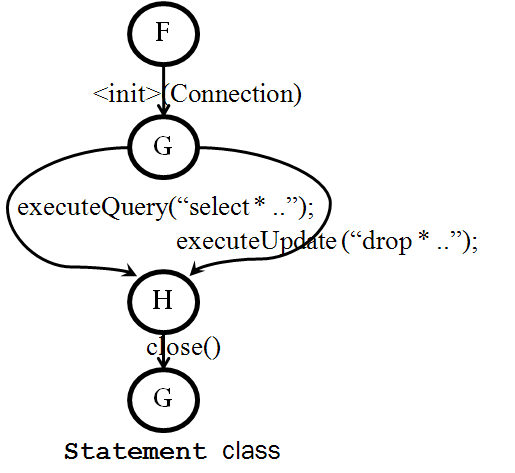 F
<init>(Connection)
G
executeQuery(“select * ..”);
executeUpdate(“drop * ..”);
H
close()
G
Statement class